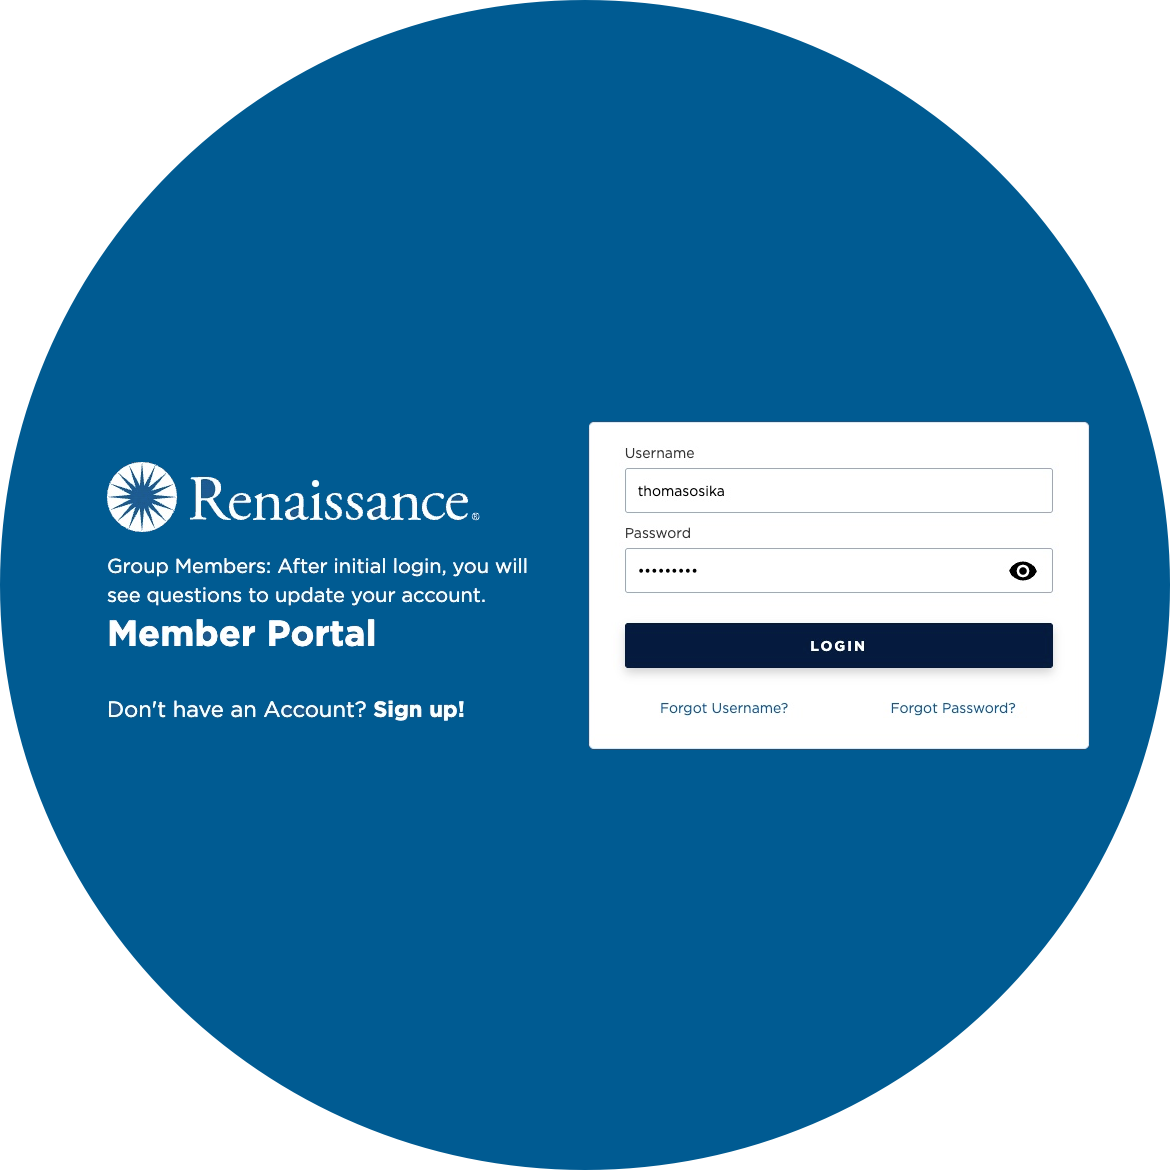 Renaissance®
Group Members: After initial login, you will
see questions to update your account.
Member Portal
Don't have an Account? Sign up!
Username
thomasosika
Password
•••••••••
LOGIN
Forgot Username? Forgot Password?